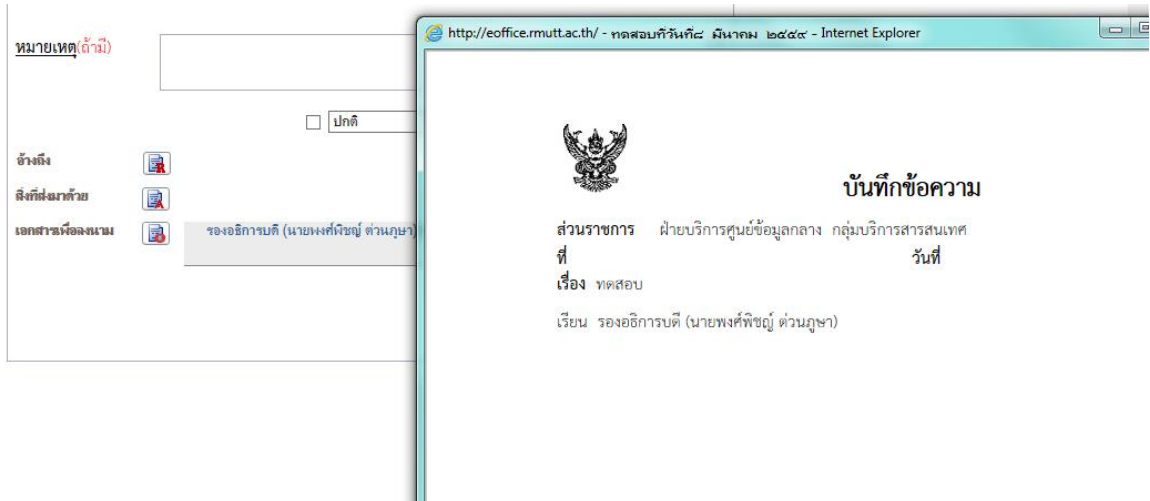 http://eoffice.rmutt.ac.th/ - ทดสอบทีวันที่๘ มีนาคม ๒๕๕๙ - Internet Explorer
หมายเหตุ(ถ้ามี)
ปกติ
อ้างถึง
สิ่งที่ส่งมาด้วย
เอกสารเพื่อลงนาม
รองอธิการบดี (นายพงศ์พิชญ์ ต่วนภูษา)
บันทึกข้อความ
ส่วนราชการ ฝ่ายบริการศูนย์ข้อมูลกลาง กลุ่มบริการสารสนเทศ
ที่ วันที่
เรื่อง ทดสอบ
เรียน รองอธิการบดี (นายพงศ์พิชญ์ ต่วนภูษา)